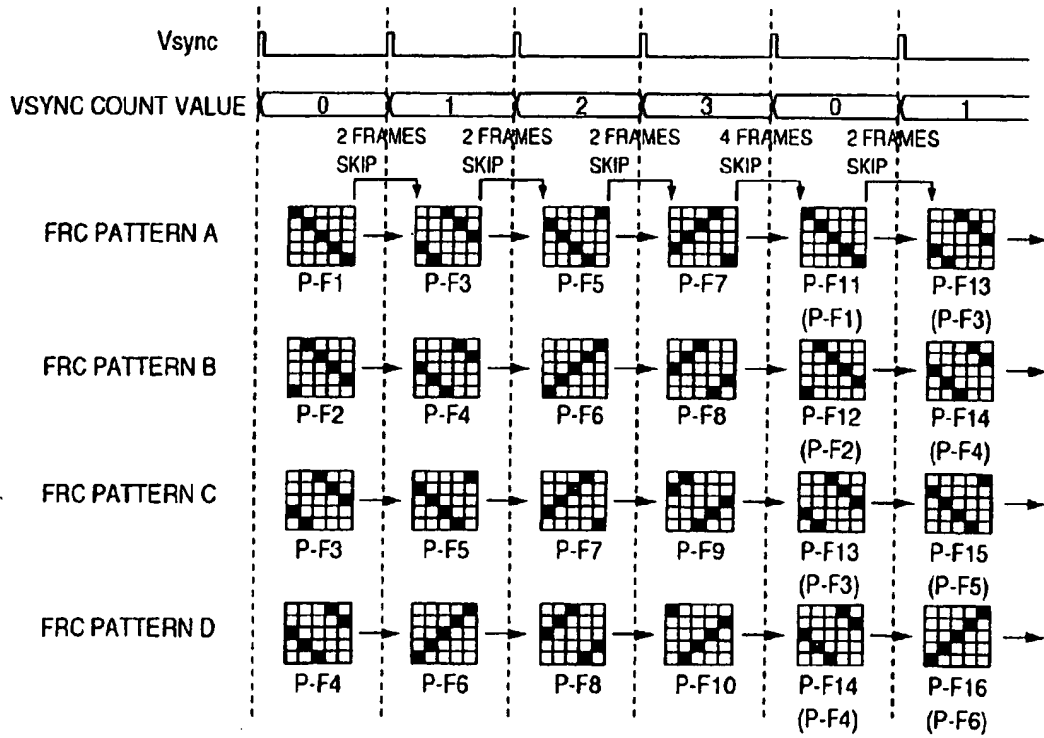 Vsync
VSYNC COUNT VALUE 0 1 2 3 0 1
2 FRAMES SKIP 2 FRAMES SKIP 2 FRAMES SKIP 4 FRAMES SKIP 2 FRAMES SKIP
FRC PATTERN A
P-F1 P-F3 P-F5 P-F7 P-F11 P-F13
(P-F1) (P-F3)
FRC PATTERN B
P-F2 P-F4 P-F6 P-F8 P-F12 P-F14
(P-F2) (P-F4)
FRC PATTERN C
P-F3 P-F5 P-F7 P-F9 P-F13 P-F15
(P-F3) (P-F5)
FRC PATTERN D
P-F4 P-F6 P-F8 P-F10 P-F14 P-F16
(P-F4) (P-F6)